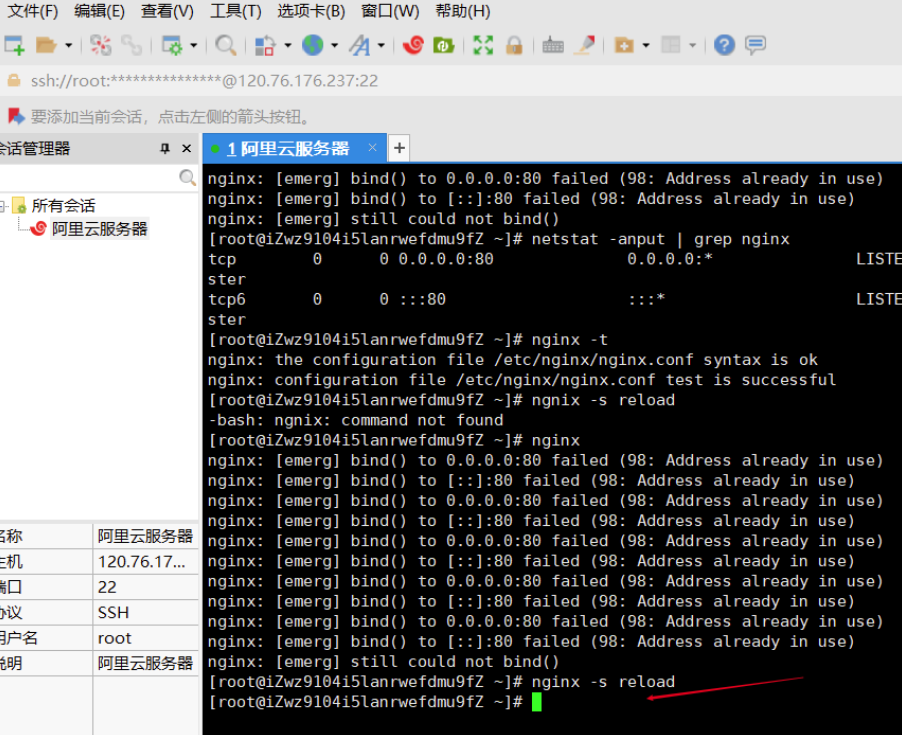 文件(F) 编辑(E) 查看(V) 工具(T) 选项卡(B) 窗口(W) 帮助(H)
ssh://root:***************@120.76.176.237:22
要添加当前会话，点击左侧的箭头按钮。
会话管理器
1 阿里云服务器
所有会话
阿里云服务器
名称 阿里云服务器
主机 120.76.17...
端口 22
协议 SSH
用户名 root
说明 阿里云服务器
nginx: [emerg] bind() to 0.0.0.0:80 failed (98: Address already in use)
nginx: [emerg] bind() to [::]:80 failed (98: Address already in use)
nginx: [emerg] still could not bind()
[root@iZwz9104i5lanrwefdmu9fZ ~]# netstat -anput | grep nginx
tcp 0 0 0.0.0.0:80 0.0.0.0:* LISTE
ster
tcp6 0 0 :::80 :::* LISTE
ster
[root@iZwz9104i5lanrwefdmu9fZ ~]# nginx -t
nginx: the configuration file /etc/nginx/nginx.conf syntax is ok
nginx: configuration file /etc/nginx/nginx.conf test is successful
[root@iZwz9104i5lanrwefdmu9fZ ~]# ngnix -s reload
-bash: ngnix: command not found
[root@iZwz9104i5lanrwefdmu9fZ ~]# nginx
nginx: [emerg] bind() to 0.0.0.0:80 failed (98: Address already in use)
nginx: [emerg] bind() to [::]:80 failed (98: Address already in use)
nginx: [emerg] bind() to 0.0.0.0:80 failed (98: Address already in use)
nginx: [emerg] bind() to [::]:80 failed (98: Address already in use)
nginx: [emerg] bind() to 0.0.0.0:80 failed (98: Address already in use)
nginx: [emerg] bind() to [::]:80 failed (98: Address already in use)
nginx: [emerg] bind() to 0.0.0.0:80 failed (98: Address already in use)
nginx: [emerg] bind() to [::]:80 failed (98: Address already in use)
nginx: [emerg] bind() to 0.0.0.0:80 failed (98: Address already in use)
nginx: [emerg] bind() to [::]:80 failed (98: Address already in use)
nginx: [emerg] still could not bind()
[root@iZwz9104i5lanrwefdmu9fZ ~]# nginx -s reload
[root@iZwz9104i5lanrwefdmu9fZ ~]#